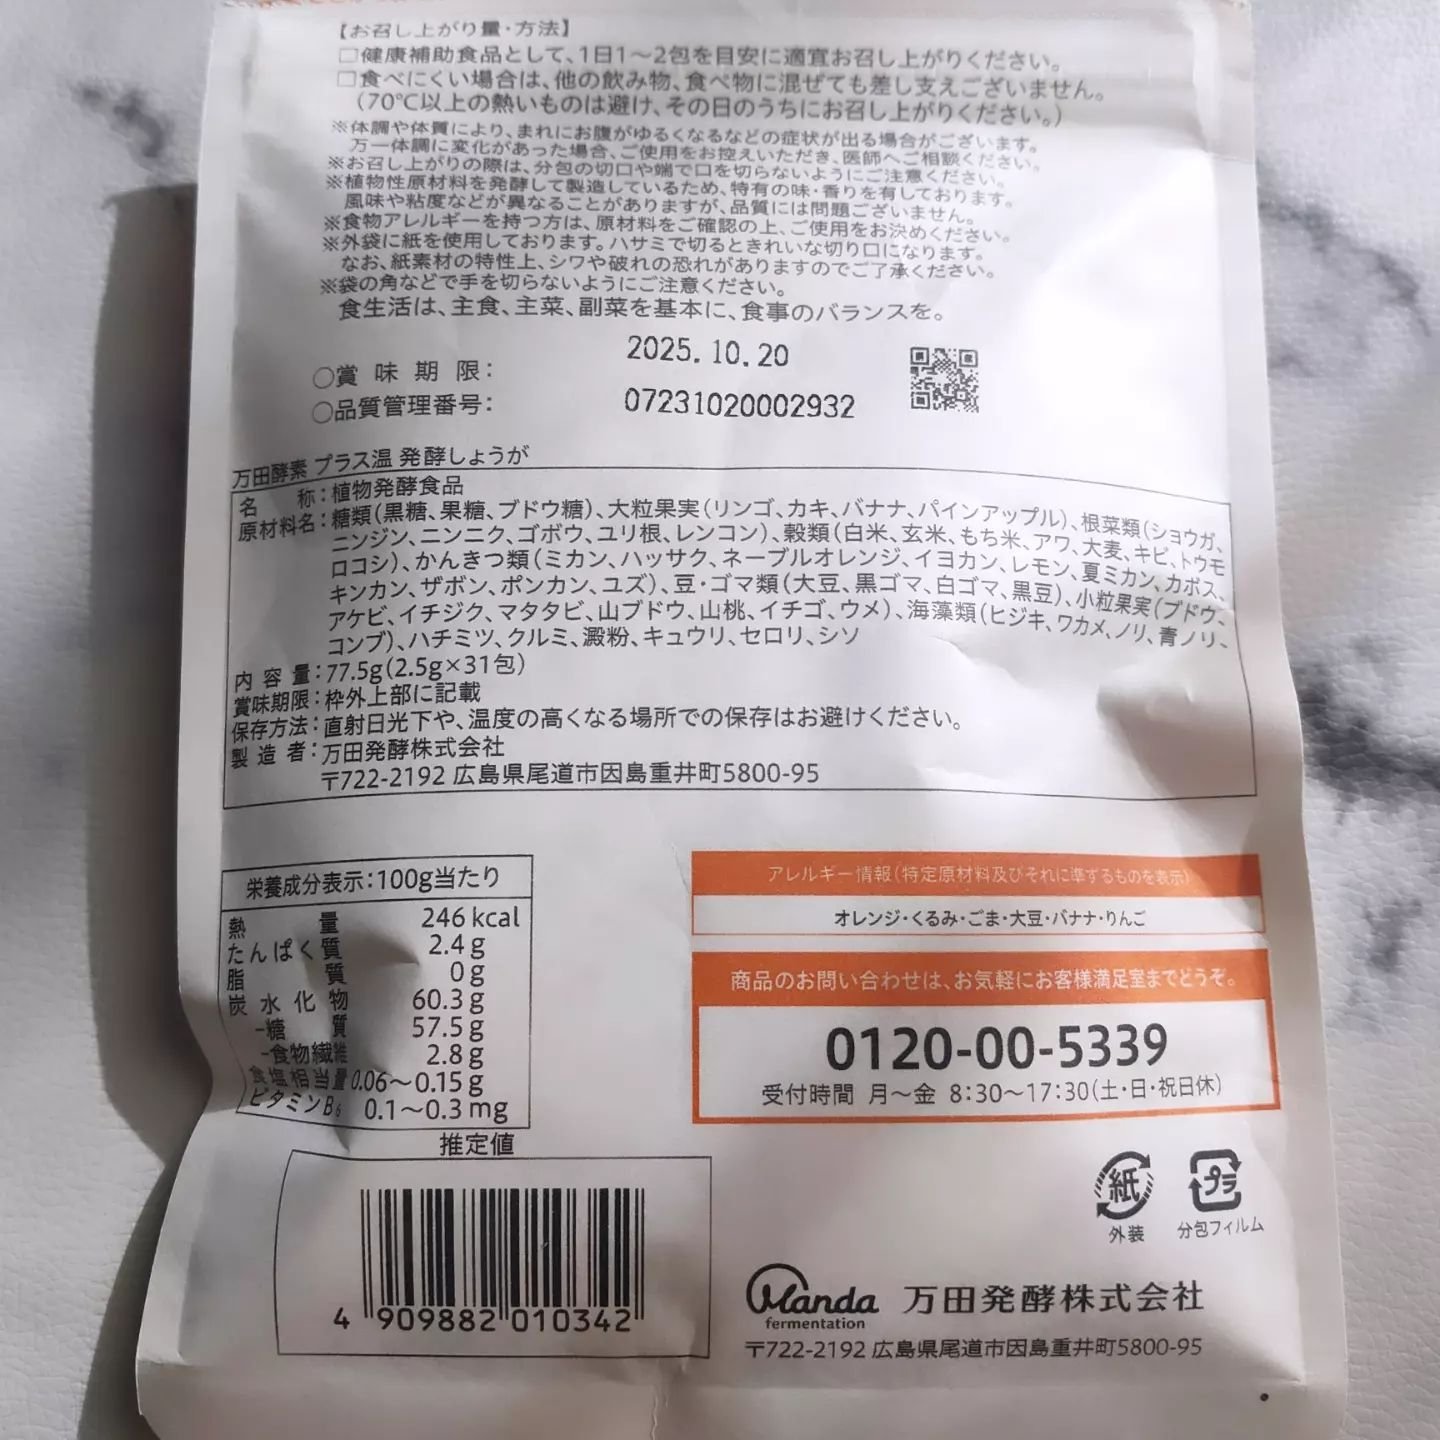 【お召し上がり量・方法】
□健康補助食品として、1日1～2包を目安に適宜お召し上がりください。
□食べにくい場合は、他の飲み物、食べ物に混ぜても差し支えございません。
(70℃以上の熱いものは避け、その日のうちにお召し上がりください。)
※体調や体質により、まれにお腹がゆるくなるなどの症状が出る場合がございます。
万一体調に変化があった場合、ご使用をお控えいただき、医師へご相談ください。
※お召し上がりの際は、分包の切口や端で口を切らないようにご注意ください。
※植物性原材料を発酵して製造しているため、特有の味・香りを有しております。
風味や粘度などが異なることがありますが、品質には問題ございません。
※食物アレルギーを持つ方は、原材料をご確認の上、ご使用をお決めください。
※外袋に紙を使用しております。ハサミで切るときれいな切り口になります。
なお、紙素材の特性上、シワや破れの恐れがありますのでご了承ください。
※袋の角などで手を切らないようにご注意ください。
食生活は、主食、主菜、副菜を基本に、食事のバランスを。
○賞味期限: 2025.10.20
○品質管理番号: 07231020002932
万田酵素 プラス温 発酵しょうが
名称:植物発酵食品
原材料名:糖類(黒糖、果糖、ブドウ糖)、大粒果実(リンゴ、カキ、バナナ、パインアップル)、根菜類(ショウガ、
ニンジン、ニンニク、ゴボウ、ユリ根、レンコン)、穀類(白米、玄米、もち米、アワ、大麦、キビ、トウモ
ロコシ)、かんきつ類(ミカン、ハッサク、ネーブルオレンジ、イヨカン、レモン、夏ミカン、カボス、
キンカン、ザボン、ポンカン、ユズ)、豆・ゴマ類(大豆、黒ゴマ、白ゴマ、黒豆)、小粒果実(ブドウ、
アケビ、イチジク、マタタビ、山ブドウ、山桃、イチゴ、ウメ)、海藻類(ヒジキ、ワカメ、ノリ、青ノリ、
コンブ)、ハチミツ、クルミ、澱粉、キュウリ、セロリ、シソ
内容量:77.5g(2.5g×31包)
賞味期限:枠外上部に記載
保存方法:直射日光下や、温度の高くなる場所での保存はお避けください。
製造者:万田発酵株式会社
〒722-2192 広島県尾道市因島重井町5800-95
栄養成分表示:100g当たり
熱量 246 kcal
たんぱく質 2.4 g
脂質 0 g
炭水化物 60.3 g
-糖質 57.5 g
-食物繊維 2.8 g
食塩相当量 0.06～0.15 g
ビタミンB6 0.1～0.3 mg
推定値
アレルギー情報(特定原材料及びそれに準ずるものを表示)
オレンジ・くるみ・ごま・大豆・バナナ・りんご
商品のお問い合わせは、お気軽にお客様満足室までどうぞ。
0120-00-5339
受付時間 月～金 8:30～17:30(土・日・祝日休)
紙
外装
プラ
分包フィルム
4 909882 010342
Manda
fermentation
万田発酵株式会社
〒722-2192 広島県尾道市因島重井町5800-95